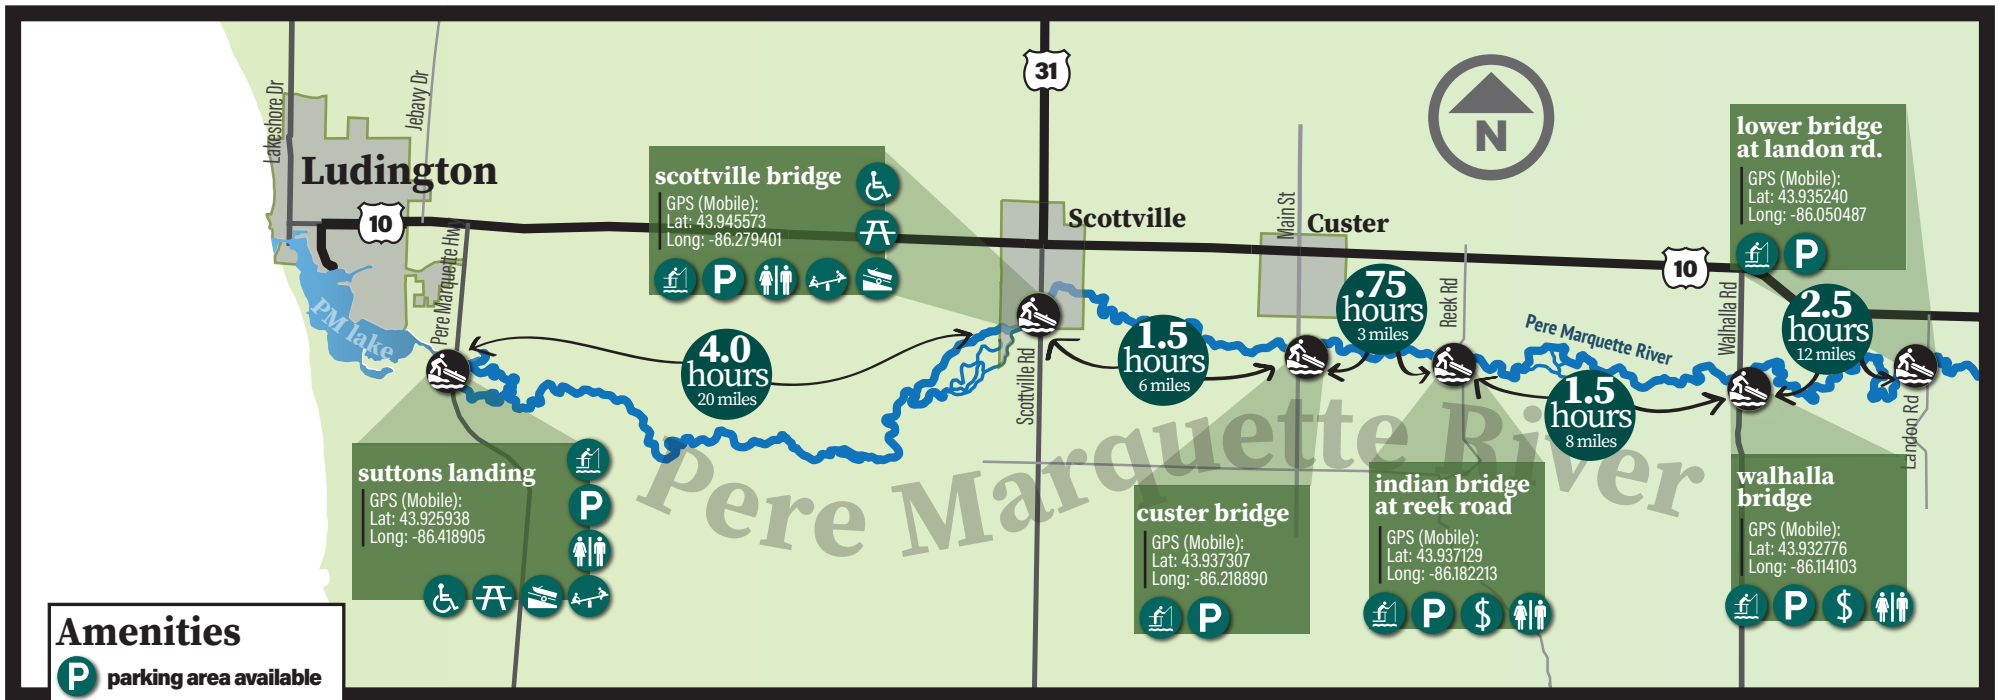 Lakeshore Dr
Jebavy Dr
Ludington
10
PM lake
Pere Marquette Hwy
31
scottville bridge
GPS (Mobile):
Lat: 43.945573
Long: -86.279401
P
Scottville
Scottville Rd
Main St
Custer
N
Reek Rd
10
Walhalla Rd
Landon Rd
lower bridge
at landon rd.
GPS (Mobile):
Lat: 43.935240
Long: -86.050487
P
4.0
hours
20 miles
1.5
hours
6 miles
.75
hours
3 miles
Pere Marquette River
1.5
hours
8 miles
2.5
hours
12 miles
Pere Marquette River
suttons landing
GPS (Mobile):
Lat: 43.925938
Long: -86.418905
P
custer bridge
GPS (Mobile):
Lat: 43.937307
Long: -86.218890
P
indian bridge
at reek road
GPS (Mobile):
Lat: 43.937129
Long: -86.182213
P $
walhalla
bridge
GPS (Mobile):
Lat: 43.932776
Long: -86.114103
P $
Amenities
P parking area available